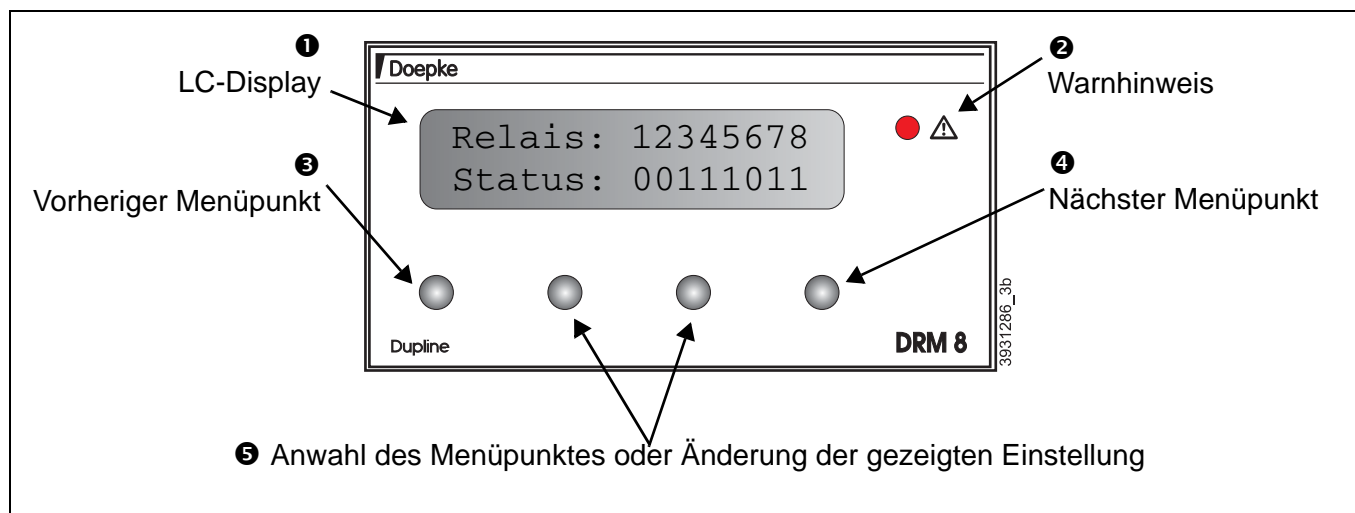 ❶
LC-Display
❷
Warnhinweis
Doepke
Relais: 12345678
Status: 00111011
❸
Vorheriger Menüpunkt
❹
Nächster Menüpunkt
Dupline
DRM 8
3931286_3b
❺ Anwahl des Menüpunktes oder Änderung der gezeigten Einstellung